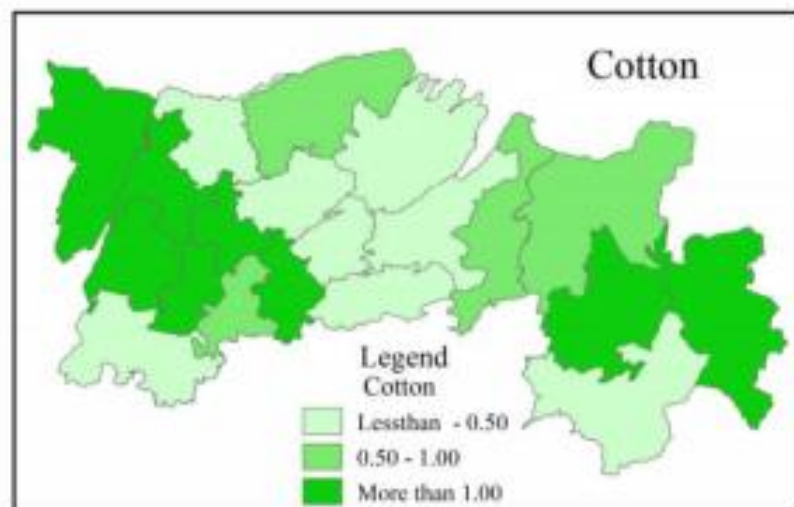 Cotton
Legend
Cotton
Lessthan - 0.50
0.50 - 1.00
More than 1.00